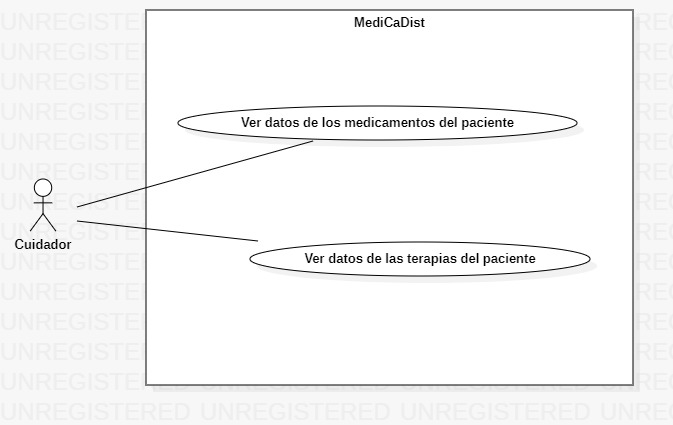 MediCaDist
Ver datos de los medicamentos del paciente
Cuidador
Ver datos de las terapias del paciente
UNREGISTERED UNREGISTERED UNREGISTERED UNREGISTERED